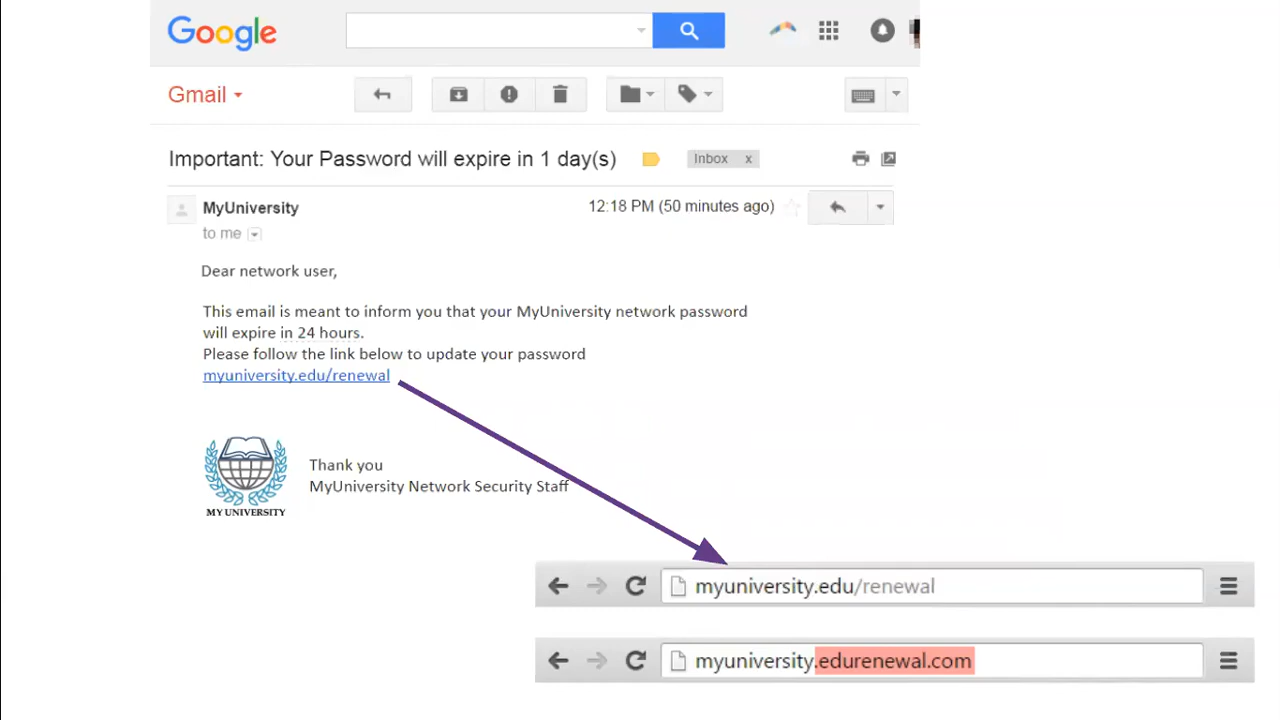 Google
Gmail
Important: Your Password will expire in 1 day(s)
Inbox x
MyUniversity
12:18 PM (50 minutes ago)
to me
Dear network user,
This email is meant to inform you that your MyUniversity network password
will expire in 24 hours.
Please follow the link below to update your password
myuniversity.edu/renewal
Thank you
MyUniversity Network Security Staff
MY UNIVERSITY
myuniversity.edu/renewal
myuniversity.edurenewal.com